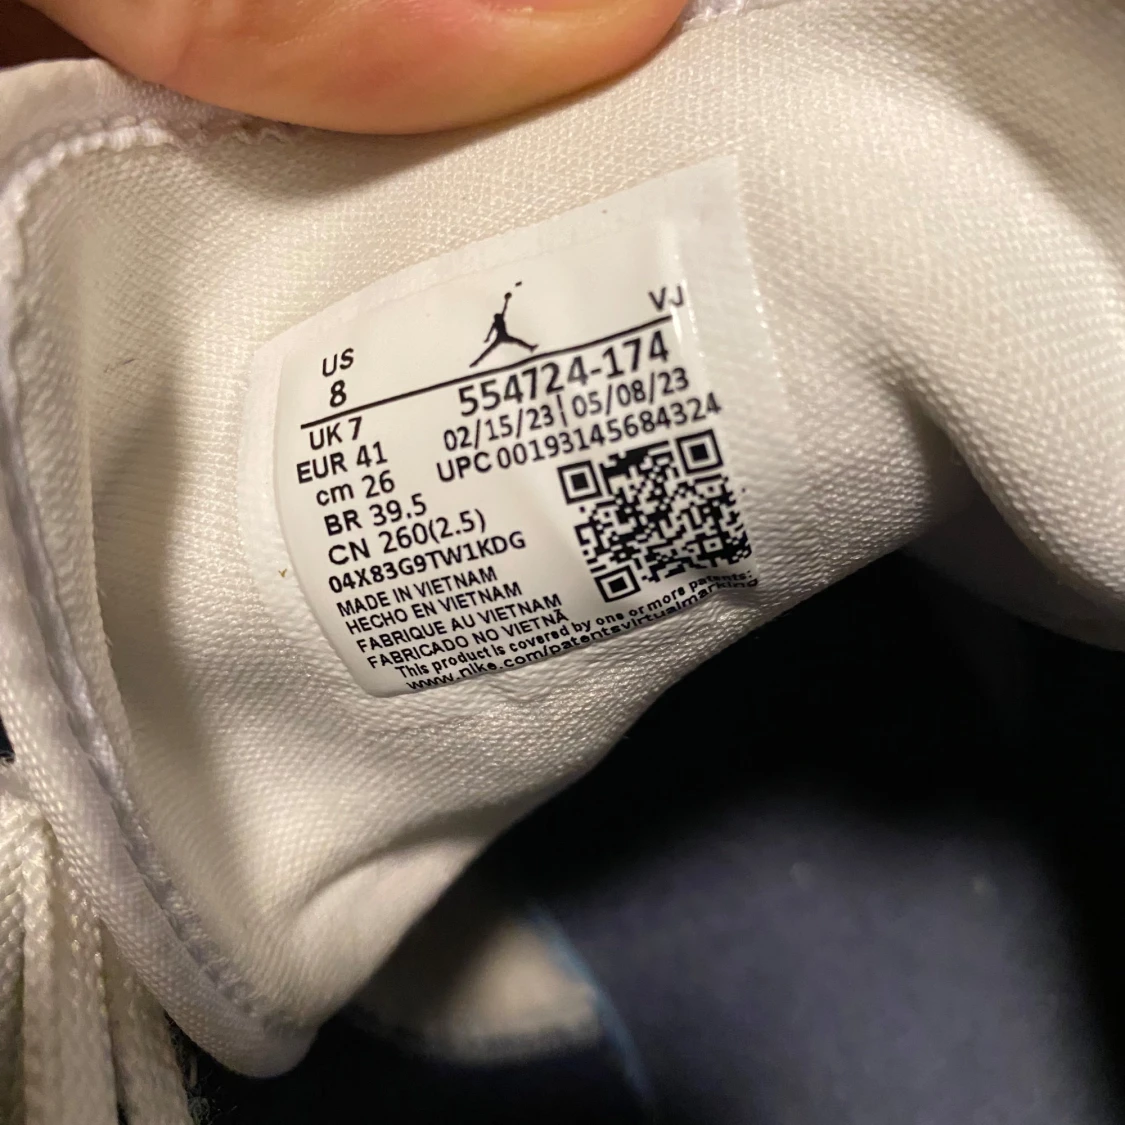 US
8
VJ
UK 7
EUR 41
cm 26
BR 39.5
CN 260(2.5)
554724-174
02/15/23|05/08/23
UPC 00193145684324
04X83G9TW1KDG
MADE IN VIETNAM
HECHO EN VIETNAM
FABRIQUE AU VIETNAM
FABRICADO NO VIETNÃ
This product is covered by one or more patents:
www.nike.com/patentsvirtualmarking